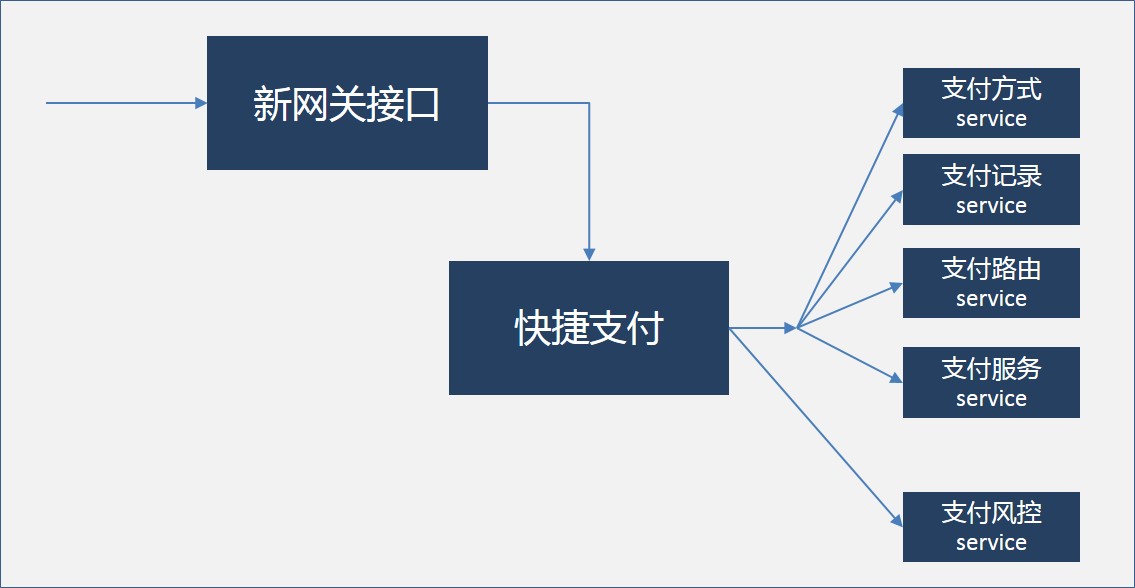 新网关接口
快捷支付
支付方式
service
支付记录
service
支付路由
service
支付服务
service
支付风控
service